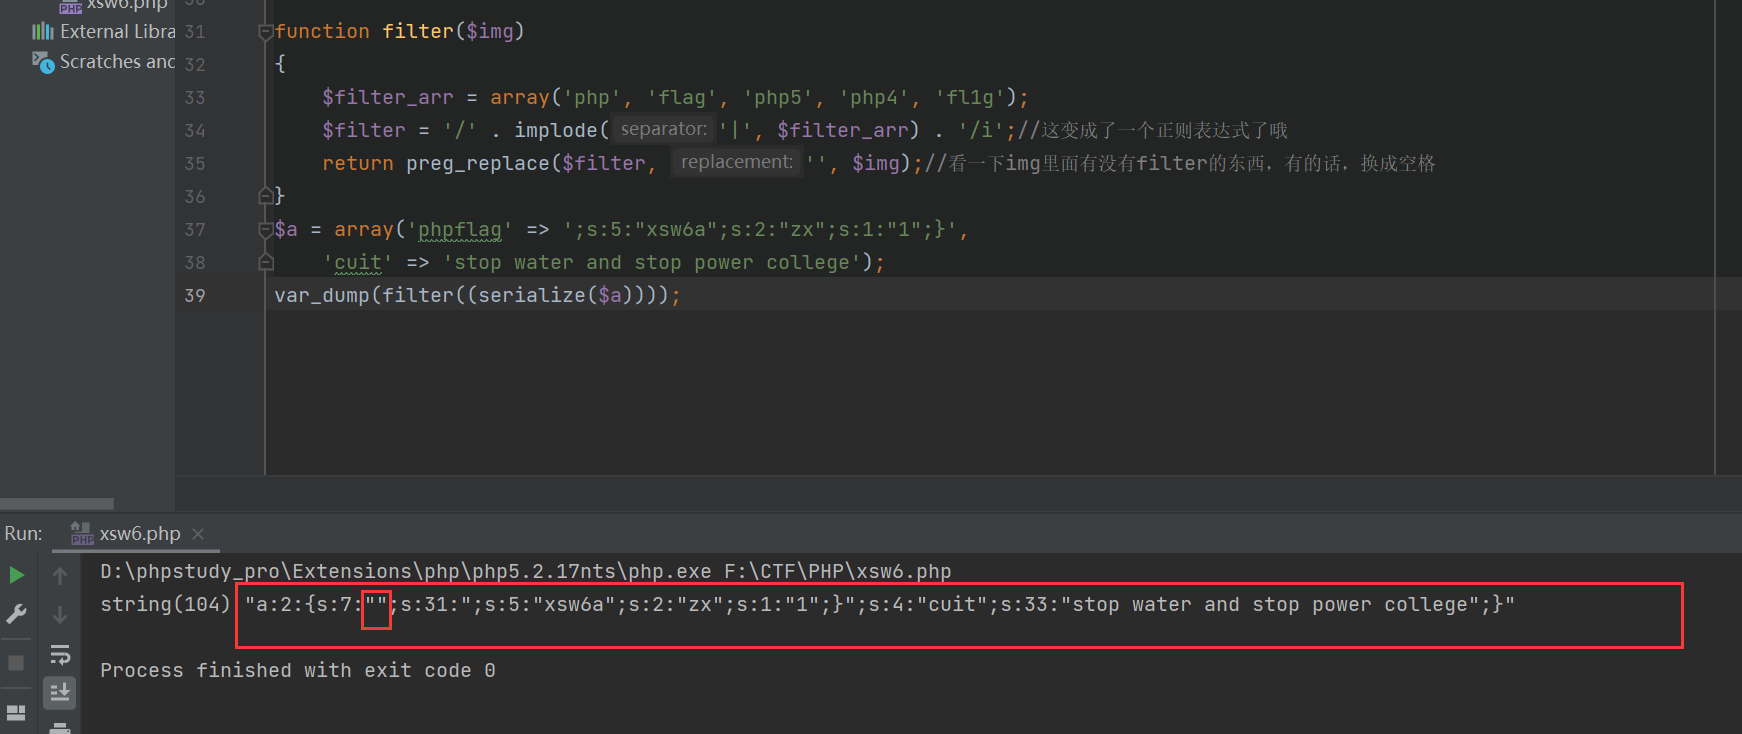 xsw6.php
External Libra
Scratches and
31 function filter($img)
32 {
33 $filter_arr = array('php', 'flag', 'php5', 'php4', 'fl1g');
34 $filter = '/' . implode( separator: '|', $filter_arr) . '/i';//这变成了一个正则表达式了哦
35 return preg_replace($filter, replacement: '', $img);//看一下img里面有没有filter的东西，有的话，换成空格
36 }
37 $a = array('phpflag' => ';s:5:"xsw6a";s:2:"zx";s:1:"1";}',
38 'cuit' => 'stop water and stop power college');
39 var_dump(filter((serialize($a))));
Run: xsw6.php
D:\phpstudy_pro\Extensions\php\php5.2.17nts\php.exe F:\CTF\PHP\xsw6.php
string(104) "a:2:{s:7:"";s:31:";s:5:"xsw6a";s:2:"zx";s:1:"1";}";s:4:"cuit";s:33:"stop water and stop power college";}"
Process finished with exit code 0